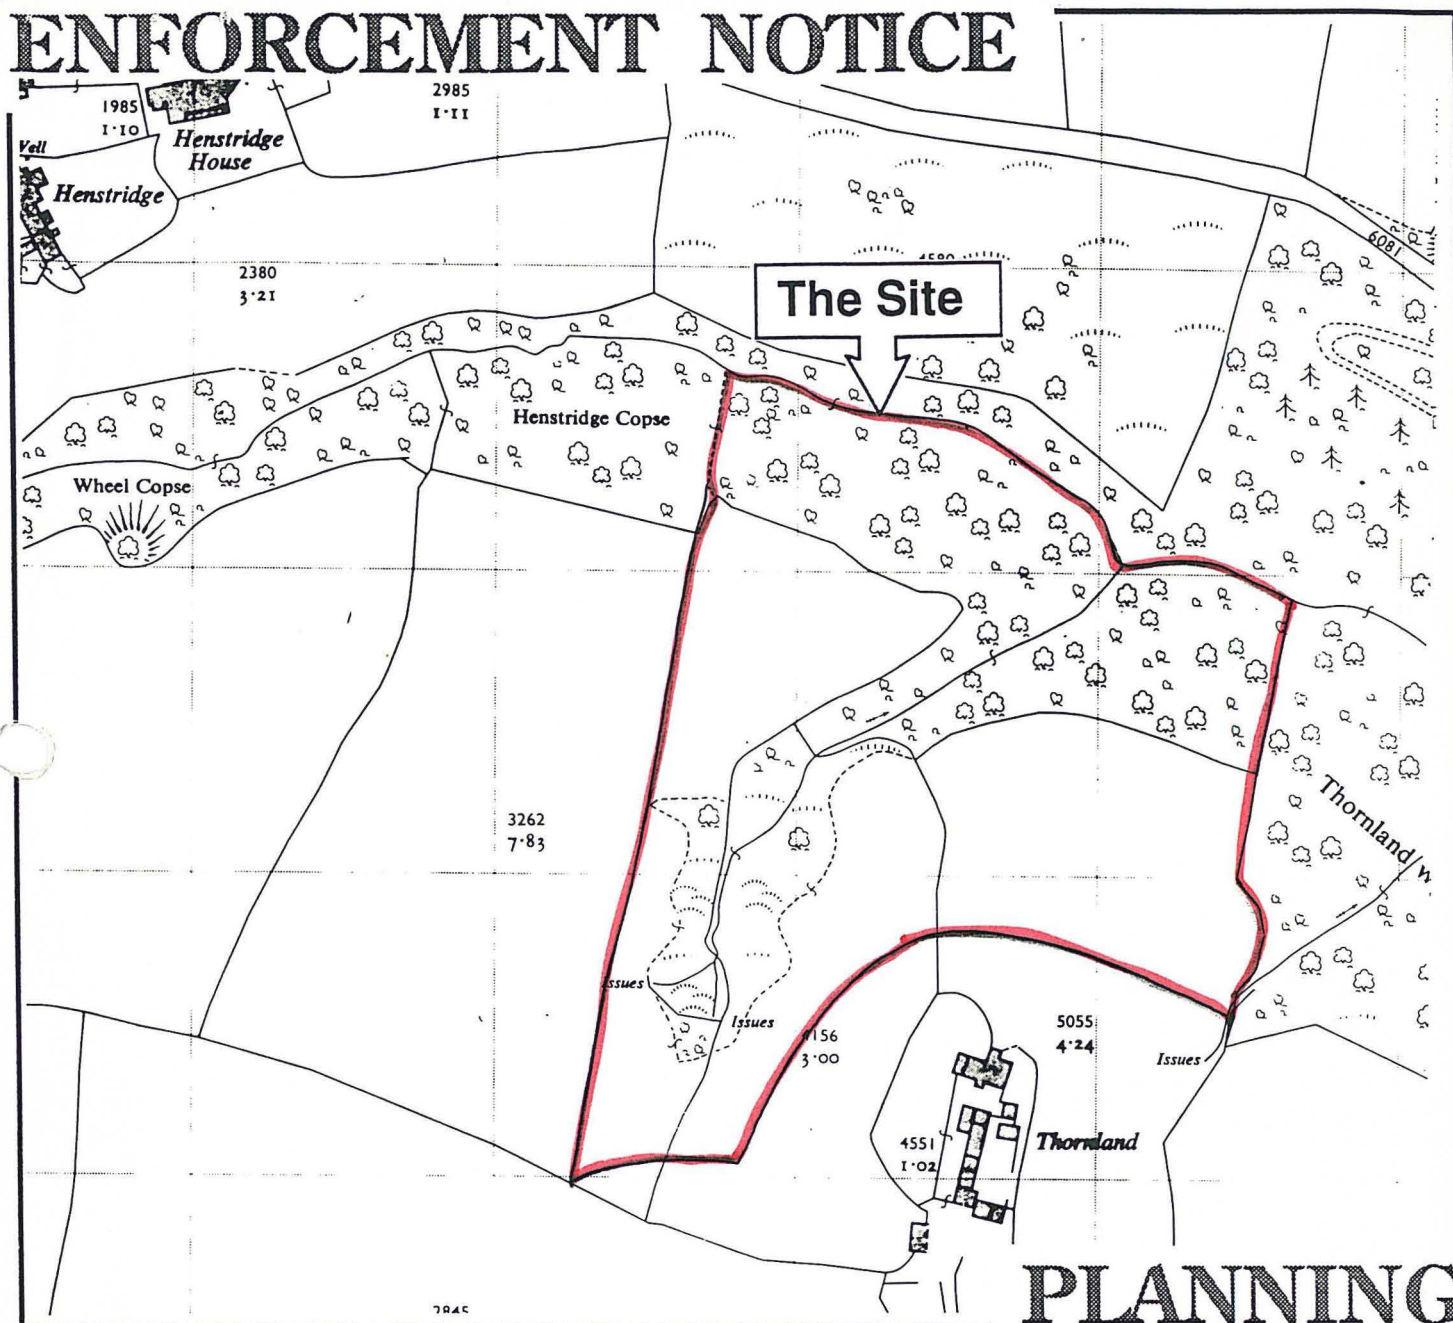 ENFORCEMENT NOTICE
1985
1·10
2985
1·11
Henstridge
House
Henstridge
6081
2380
3·21
The Site
Henstridge Copse
Wheel Copse
3262
7·83
Thornland
Issues
Issues
156
3·00
5055
4·24
Issues
4551
1·02
Thornland
PLANNING